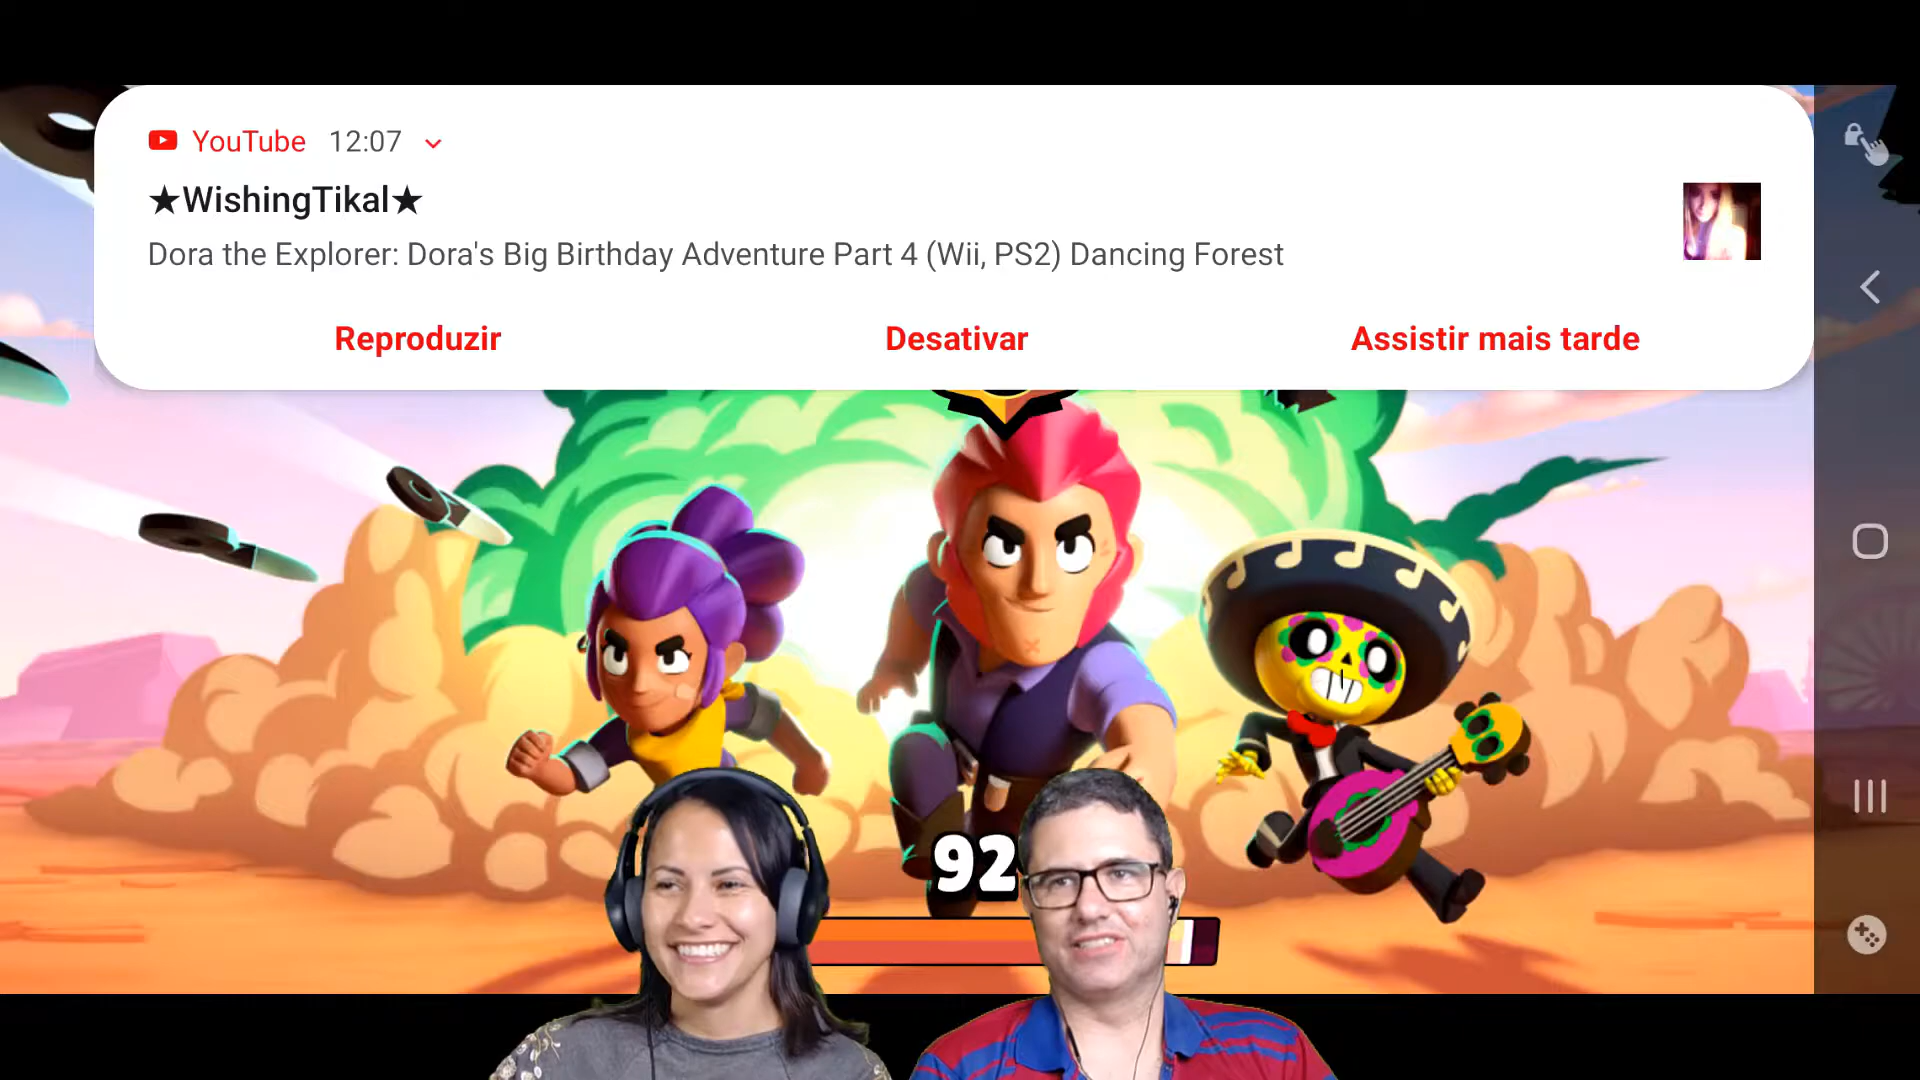 YouTube 12:07
★WishingTikal★
Dora the Explorer: Dora's Big Birthday Adventure Part 4 (Wii, PS2) Dancing Forest
Reproduzir Desativar Assistir mais tarde
92